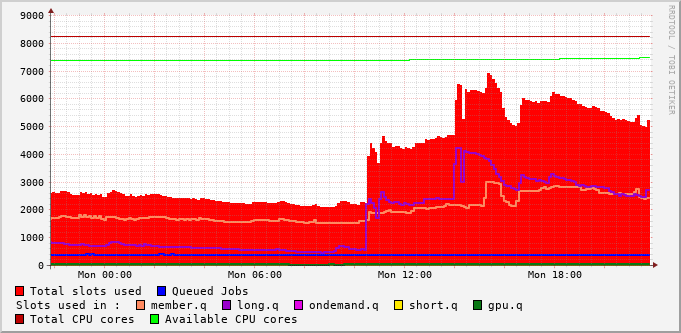 RRDTOOL / TOBI OETIKER
9000
8000
7000
6000
5000
4000
3000
2000
1000
0
Mon 00:00 Mon 06:00 Mon 12:00 Mon 18:00
Total slots used Queued Jobs
Slots used in : member.q long.q ondemand.q short.q gpu.q
Total CPU cores Available CPU cores